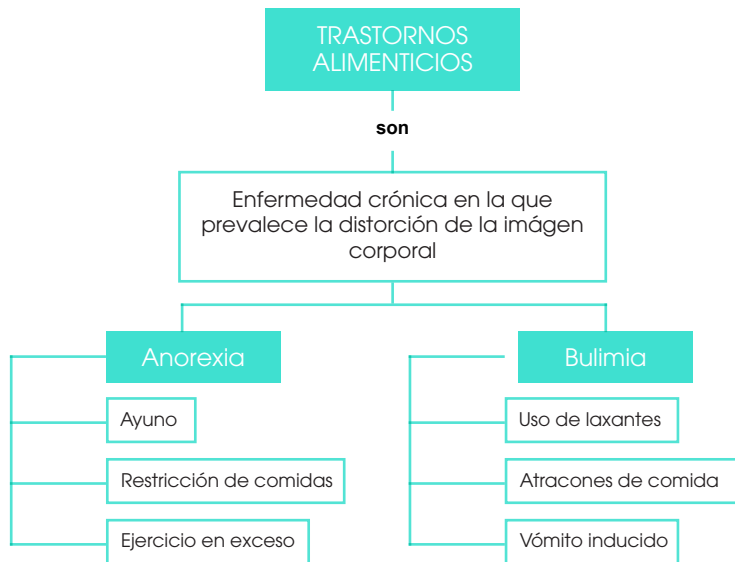 TRASTORNOS
ALIMENTICIOS
son
Enfermedad crónica en la que
prevalece la distorción de la imágen
corporal
Anorexia
Ayuno
Restricción de comidas
Ejercicio en exceso
Bulimia
Uso de laxantes
Atracones de comida
Vómito inducido